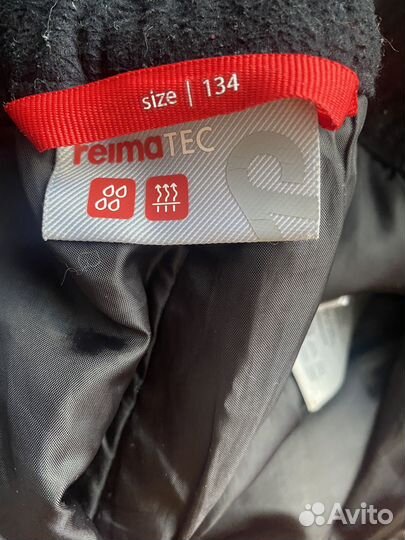 size | 134
reimaTEC
Avito